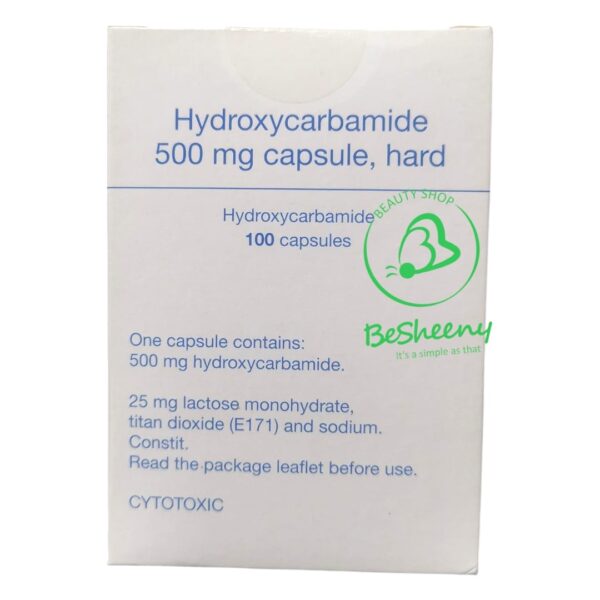 Hydroxycarbamide
500 mg capsule, hard
Hydroxycarbamide
100 capsules
BEAUTY SHOP
BeSheeny
It's a simple as that
One capsule contains:
500 mg hydroxycarbamide.
25 mg lactose monohydrate,
titan dioxide (E171) and sodium.
Constit.
Read the package leaflet before use.
CYTOTOXIC